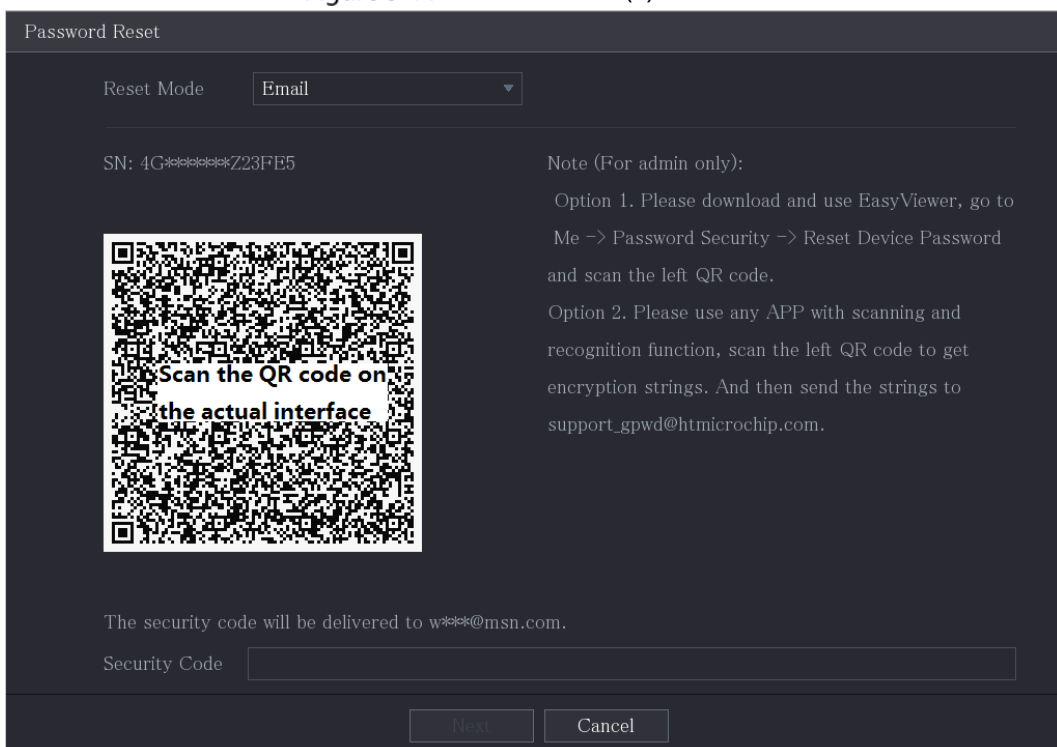 Password Reset
Reset Mode
Email
SN: 4G*******Z23FE5
Note (For admin only):
Option 1. Please download and use EasyViewer, go to
Me -> Password Security -> Reset Device Password
and scan the left QR code.
Option 2. Please use any APP with scanning and
recognition function, scan the left QR code to get
encryption strings. And then send the strings to
support_gpwd@htmicrochip.com.
Scan the QR code on
the actual interface
The security code will be delivered to w***@msn.com.
Security Code
Next
Cancel